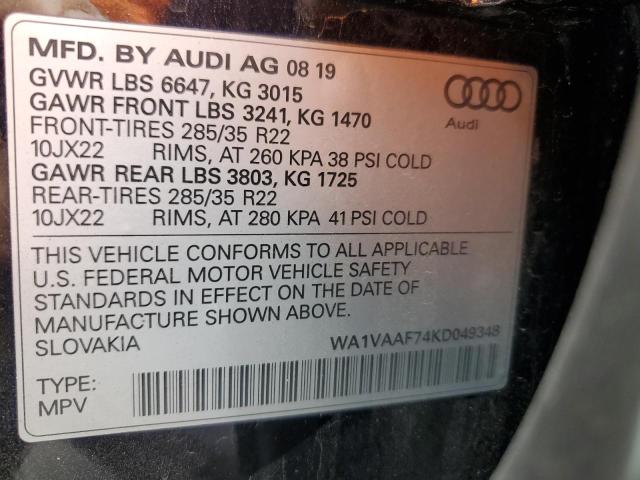 MFD. BY AUDI AG 08 19
GVWR LBS 6647, KG 3015
GAWR FRONT LBS 3241, KG 1470
FRONT-TIRES 285/35 R22
10JX22 RIMS, AT 260 KPA 38 PSI COLD
GAWR REAR LBS 3803, KG 1725
REAR-TIRES 285/35 R22
10JX22 RIMS, AT 280 KPA 41 PSI COLD
Audi
THIS VEHICLE CONFORMS TO ALL APPLICABLE
U.S. FEDERAL MOTOR VEHICLE SAFETY
STANDARDS IN EFFECT ON THE DATE OF
MANUFACTURE SHOWN ABOVE.
SLOVAKIA WA1VAAF74KD049348
TYPE:
MPV